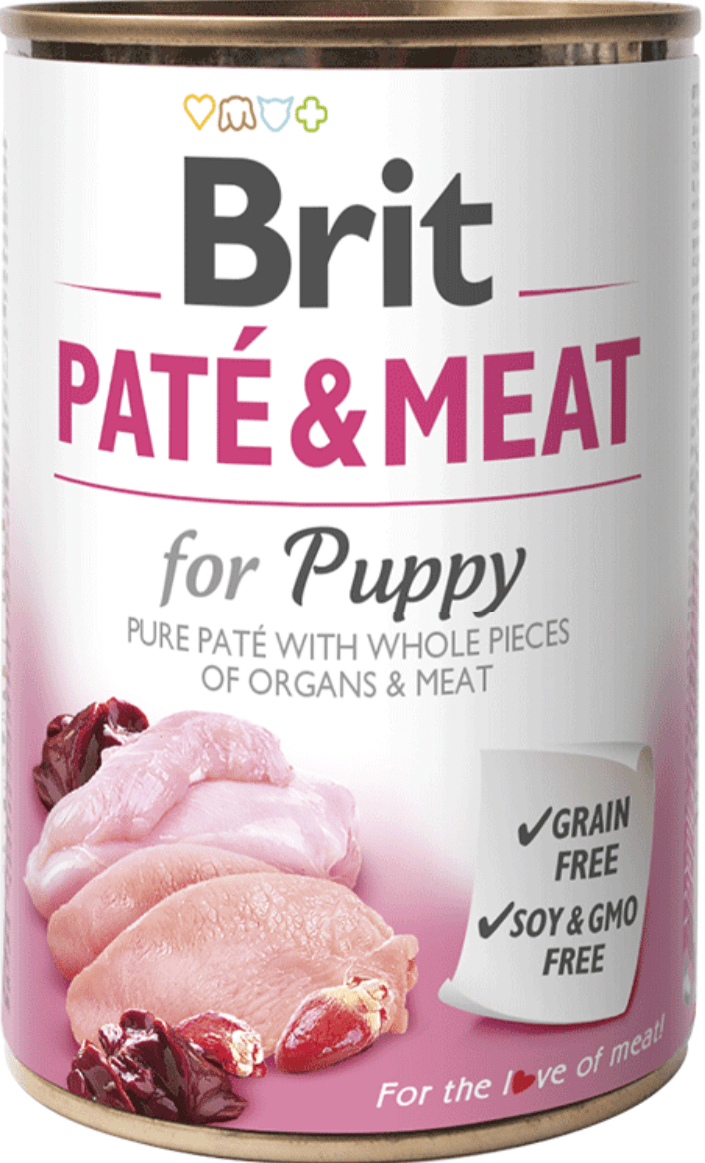 Brit
PATÉ & MEAT
for Puppy
PURE PATÉ WITH WHOLE PIECES
OF ORGANS & MEAT
✓GRAIN
FREE
✓SOY & GMO
FREE
For the l❤ve of meat!